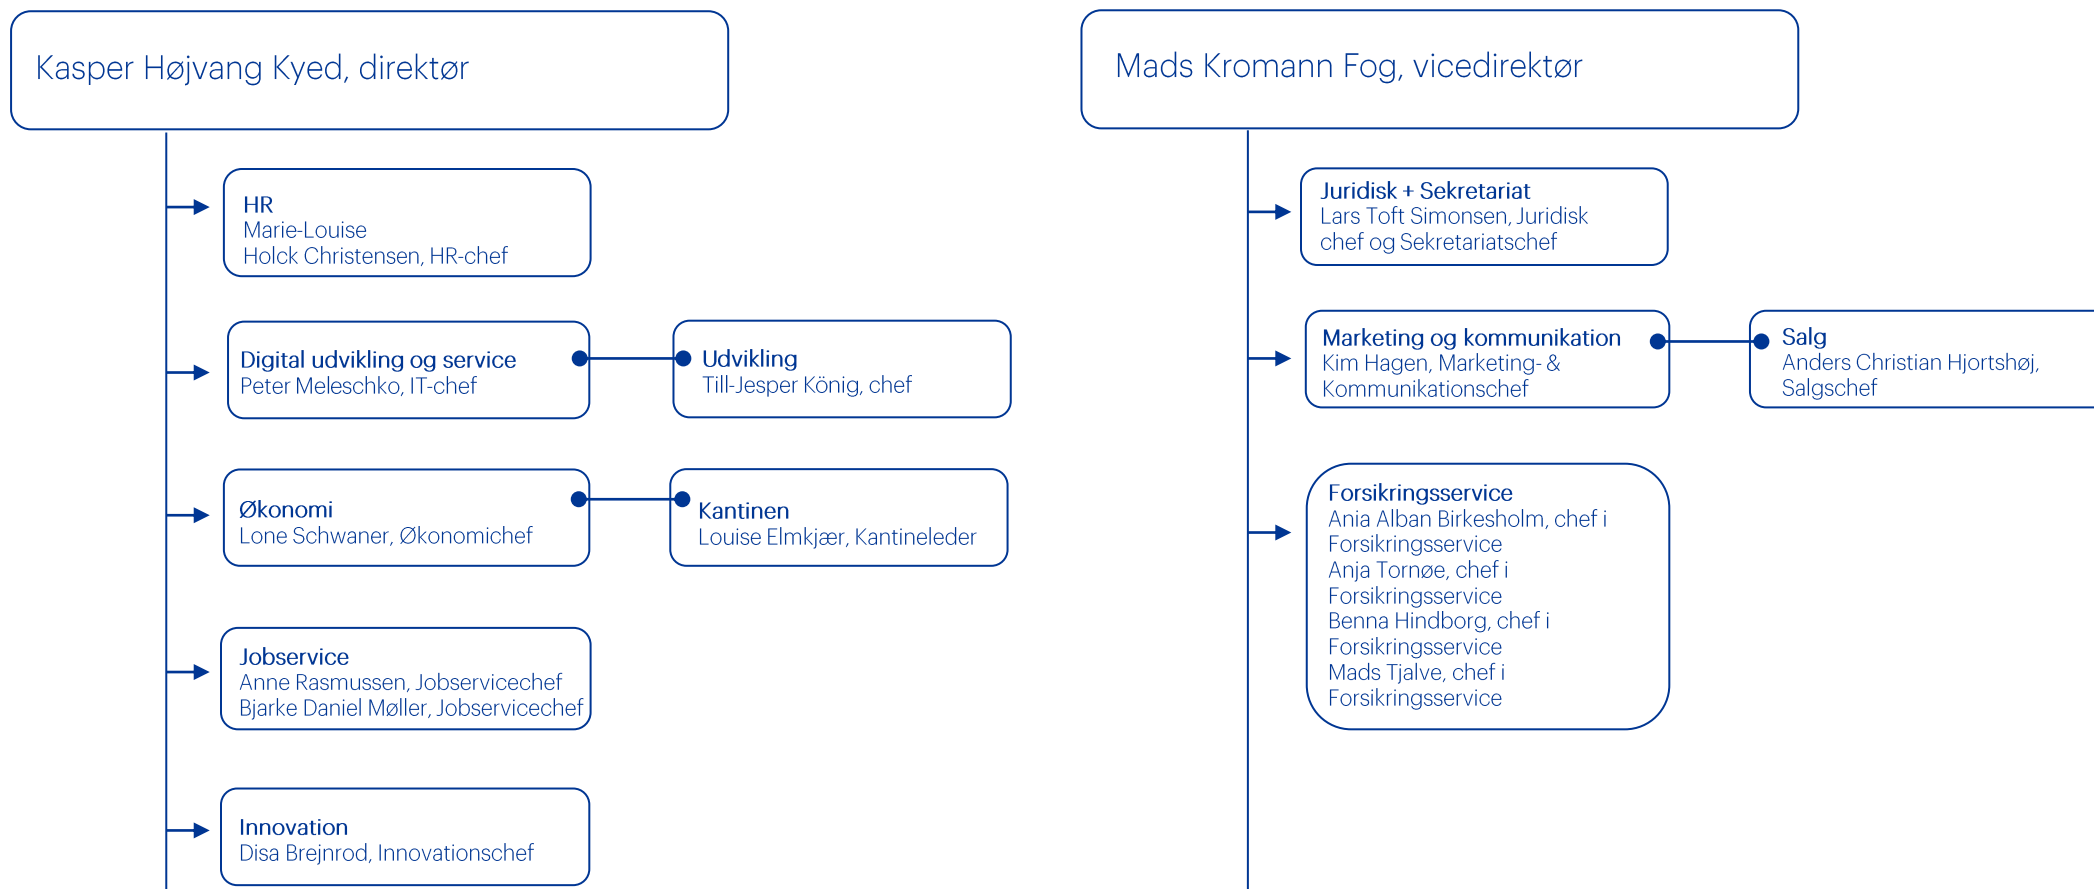 Kasper Højvang Kyed, direktør
HR
Marie-Louise
Holck Christensen, HR-chef
Digital udvikling og service
Peter Meleschko, IT-chef
Udvikling
Till-Jesper König, chef
Økonomi
Lone Schwaner, Økonomichef
Kantinen
Louise Elmkjær, Kantineleder
Jobservice
Anne Rasmussen, Jobservicechef
Bjarke Daniel Møller, Jobservicechef
Innovation
Disa Brejnrod, Innovationschef
Mads Kromann Fog, vicedirektør
Juridisk + Sekretariat
Lars Toft Simonsen, Juridisk
chef og Sekretariatschef
Marketing og kommunikation
Kim Hagen, Marketing- &
Kommunikationschef
Salg
Anders Christian Hjortshøj,
Salgschef
Forsikringsservice
Ania Alban Birkesholm, chef i
Forsikringsservice
Anja Tornøe, chef i
Forsikringsservice
Benna Hindborg, chef i
Forsikringsservice
Mads Tjalve, chef i
Forsikringsservice